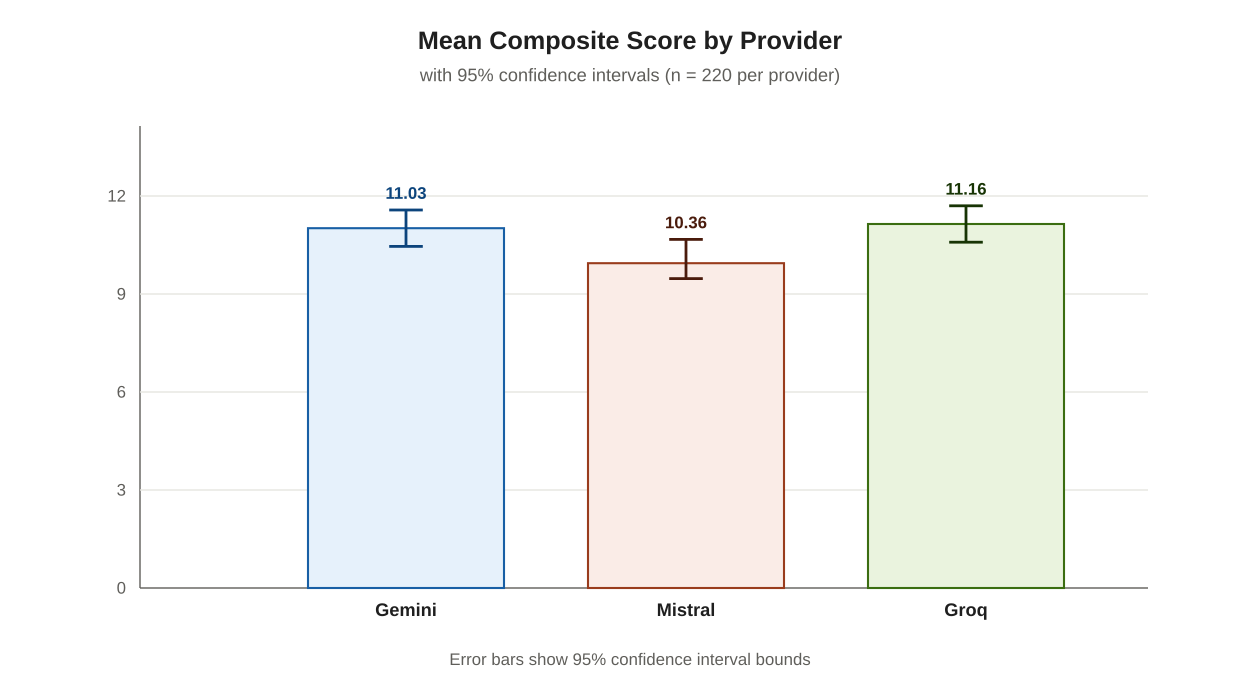 Mean Composite Score by Provider
with 95% confidence intervals (n = 220 per provider)
12
11.03
10.36
11.16
9
6
3
0
Gemini
Mistral
Groq
Error bars show 95% confidence interval bounds